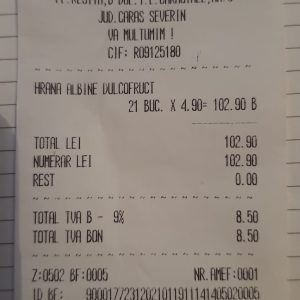 JUD.CARAS SEVERIN
VA MULTUMIM !
CIF: RO9125180
HRANA ALBINE DULCOFRUCT
21 BUC. X 4.90= 102.90 B
TOTAL LEI 102.90
NUMERAR LEI 102.90
REST 0.00
TOTAL TVA B - 9% 8.50
TOTAL TVA BON 8.50
Z:0502 BF:0005 NR.AMEF:0001
ID BF: